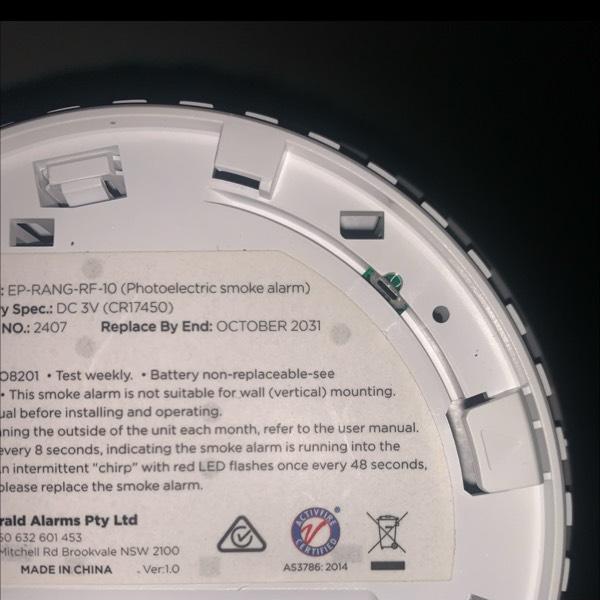 : EP-RANG-RF-10 (Photoelectric smoke alarm)
y Spec.: DC 3V (CR17450)
NO.: 2407 Replace By End: OCTOBER 2031
08201 • Test weekly. • Battery non-replaceable-see
• This smoke alarm is not suitable for wall (vertical) mounting.
ual before installing and operating.
ning the outside of the unit each month, refer to the user manual.
every 8 seconds, indicating the smoke alarm is running into the
n intermittent "chirp" with red LED flashes once every 48 seconds,
please replace the smoke alarm.
rald Alarms Pty Ltd
50 632 601 453
Mitchell Rd Brookvale NSW 2100
MADE IN CHINA . Ver:1.0
ACTIVFIRE
CERTIFIED
AS3786: 2014